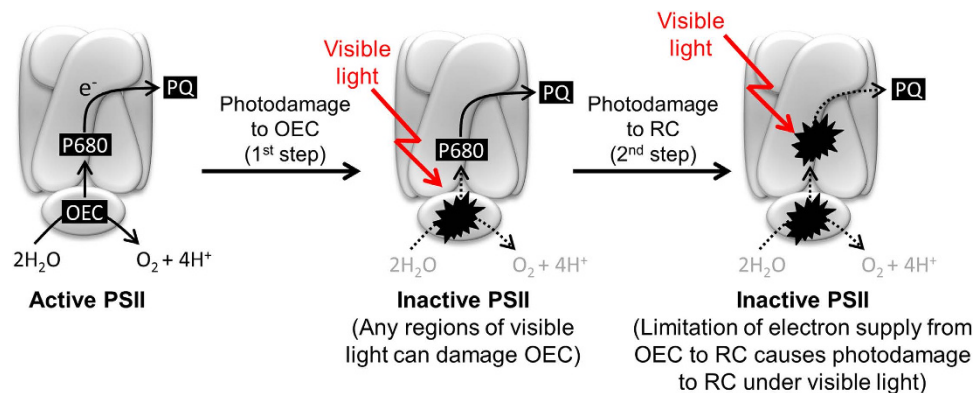 Visible
light
Visible
light
e⁻
PQ
Photodamage
to OEC
(1st step)
PQ
Photodamage
to RC
(2nd step)
PQ
P680
P680
OEC
2H₂O
O₂ + 4H⁺
2H₂O
O₂ + 4H⁺
2H₂O
O₂ + 4H⁺
Active PSII
Inactive PSII
(Any regions of visible
light can damage OEC)
Inactive PSII
(Limitation of electron supply from
OEC to RC causes photodamage
to RC under visible light)